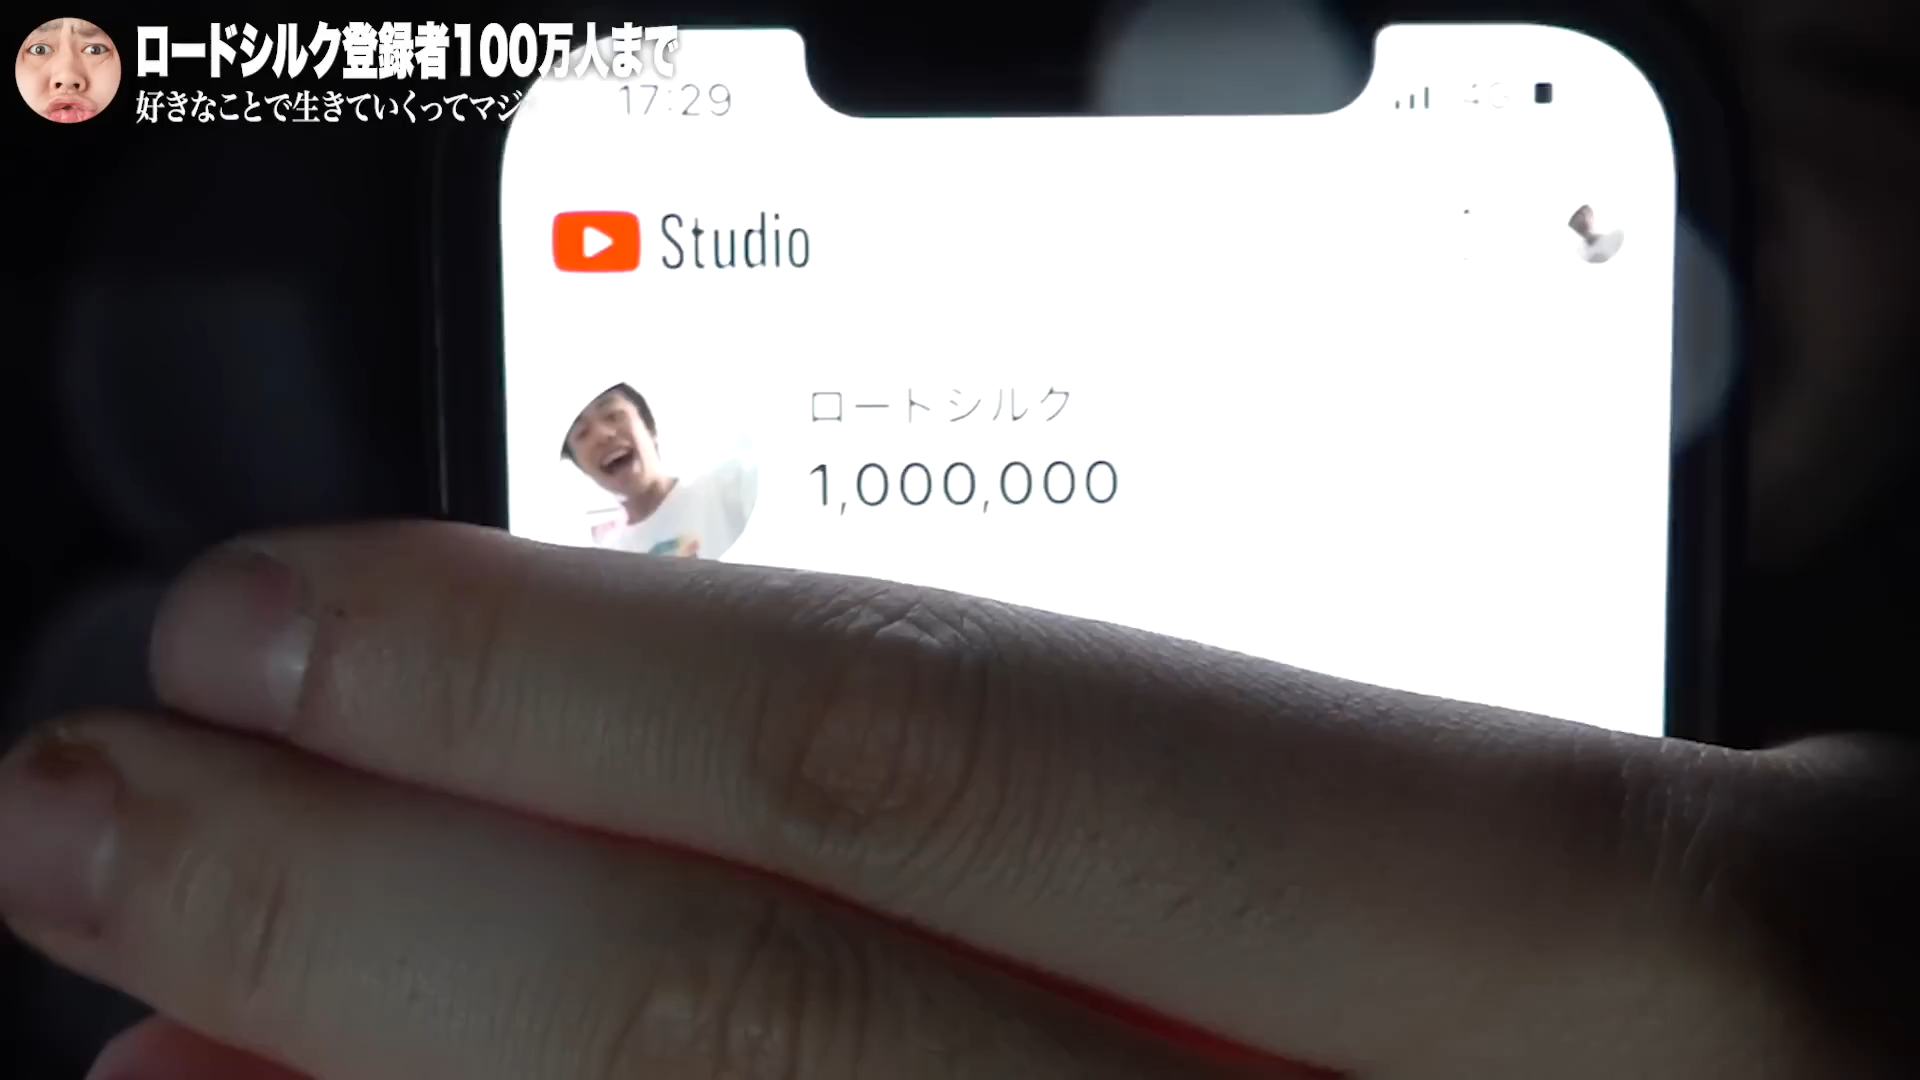 ロードシルク登録者100万人まで
好きなことで生きていくってマジ
17:29
4G
Studio
ロードシルク
1,000,000